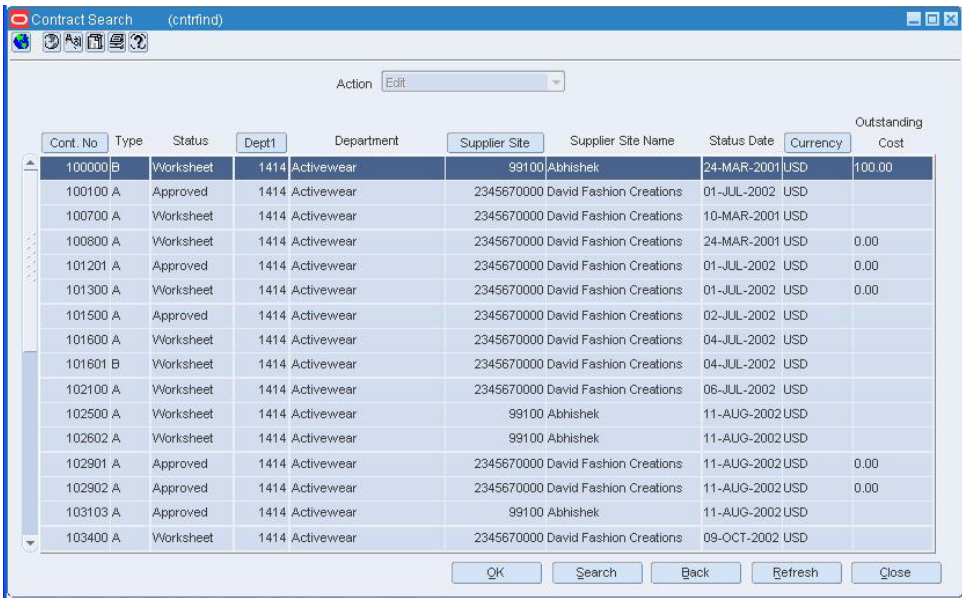 Contract Search (cntrfind)
Action Edit
Outstanding
Cont. No Type Status Dept1 Department Supplier Site Supplier Site Name Status Date Currency Cost
100000 B Worksheet 1414 Activewear 99100 Abhishek 24-MAR-2001 USD 100.00
100100 A Approved 1414 Activewear 2345670000 David Fashion Creations 01-JUL-2002 USD
100700 A Worksheet 1414 Activewear 2345670000 David Fashion Creations 10-MAR-2001 USD
100800 A Worksheet 1414 Activewear 2345670000 David Fashion Creations 24-MAR-2001 USD 0.00
101201 A Approved 1414 Activewear 2345670000 David Fashion Creations 01-JUL-2002 USD 0.00
101300 A Worksheet 1414 Activewear 2345670000 David Fashion Creations 01-JUL-2002 USD 0.00
101500 A Approved 1414 Activewear 2345670000 David Fashion Creations 02-JUL-2002 USD
101600 A Worksheet 1414 Activewear 2345670000 David Fashion Creations 04-JUL-2002 USD
101601 B Worksheet 1414 Activewear 2345670000 David Fashion Creations 04-JUL-2002 USD
102100 A Worksheet 1414 Activewear 2345670000 David Fashion Creations 06-JUL-2002 USD
102500 A Worksheet 1414 Activewear 99100 Abhishek 11-AUG-2002 USD
102602 A Worksheet 1414 Activewear 99100 Abhishek 11-AUG-2002 USD
102901 A Approved 1414 Activewear 2345670000 David Fashion Creations 11-AUG-2002 USD 0.00
102902 A Approved 1414 Activewear 2345670000 David Fashion Creations 11-AUG-2002 USD 0.00
103103 A Approved 1414 Activewear 99100 Abhishek 11-AUG-2002 USD
103400 A Worksheet 1414 Activewear 2345670000 David Fashion Creations 09-OCT-2002 USD
OK Search Back Refresh Close